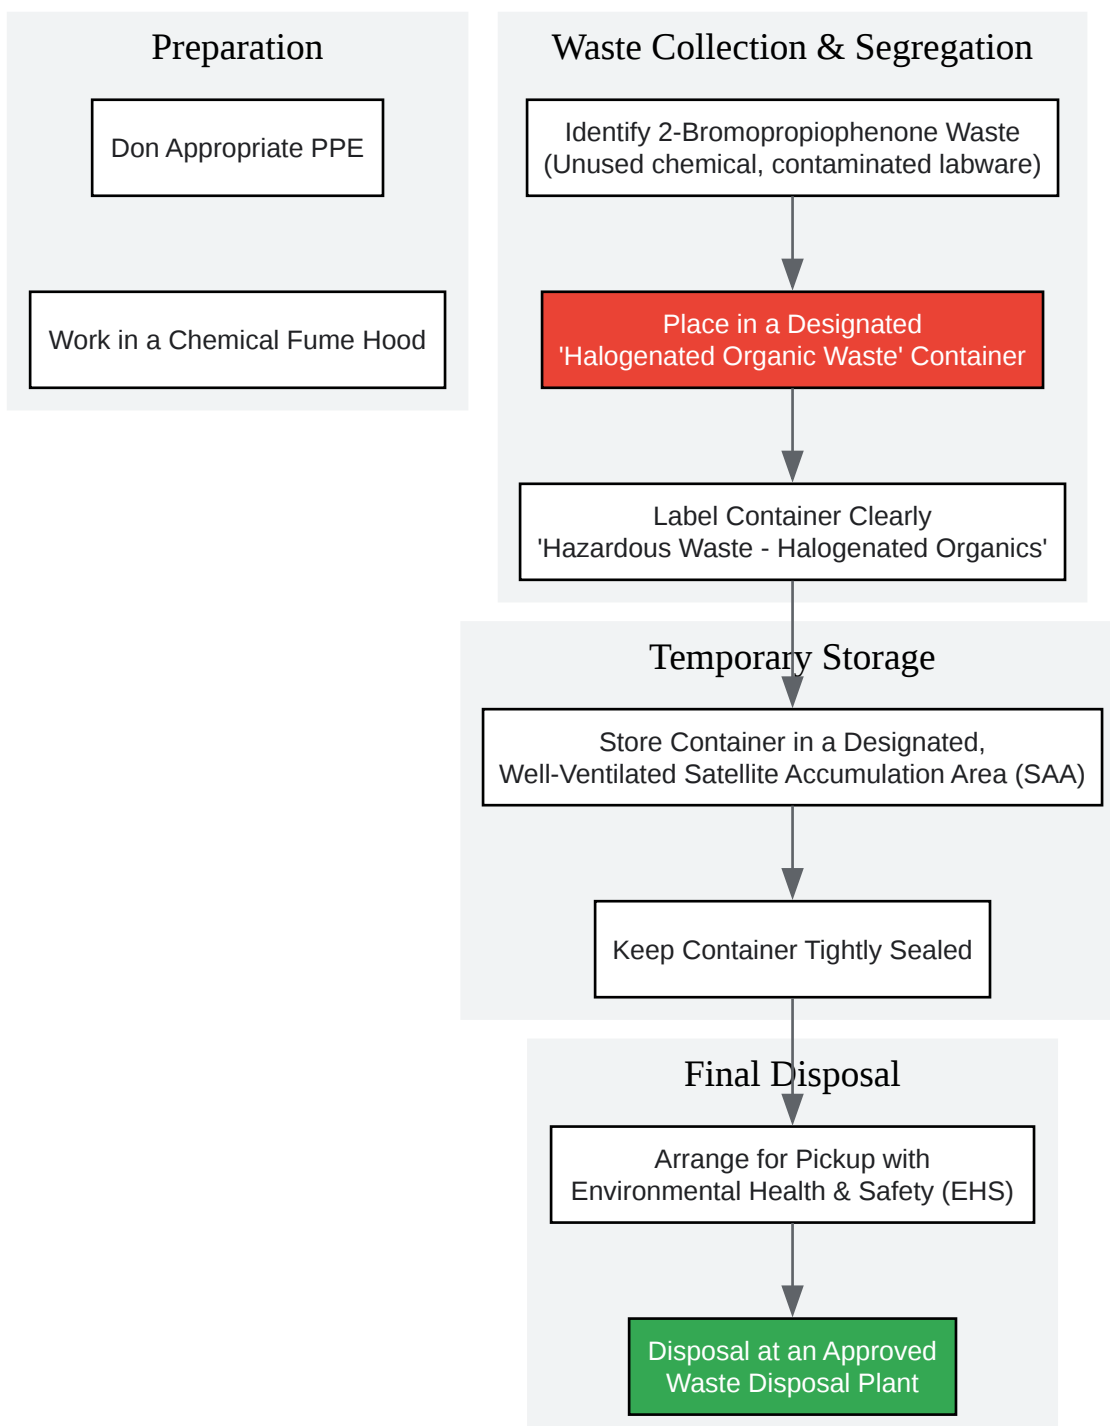 Preparation
Don Appropriate PPE
Work in a Chemical Fume Hood
Waste Collection & Segregation
Identify 2-Bromopropiophenone Waste
(Unused chemical, contaminated labware)
Place in a Designated
'Halogenated Organic Waste' Container
Label Container Clearly
'Hazardous Waste - Halogenated Organics'
Temporary Storage
Store Container in a Designated,
Well-Ventilated Satellite Accumulation Area (SAA)
Keep Container Tightly Sealed
Final Disposal
Arrange for Pickup with
Environmental Health & Safety (EHS)
Disposal at an Approved
Waste Disposal Plant